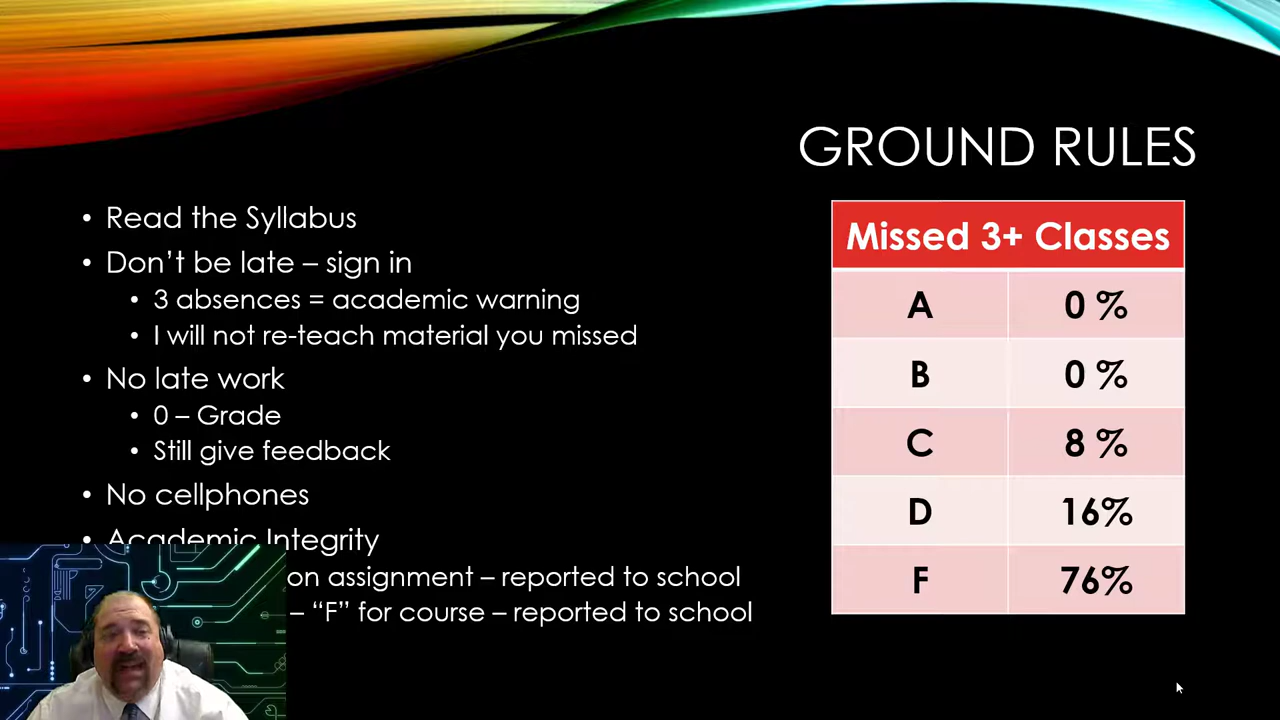 GROUND RULES
• Read the Syllabus
• Don't be late – sign in
• 3 absences = academic warning
• I will not re-teach material you missed
• No late work
• 0 – Grade
• Still give feedback
• No cellphones
• Academic Integrity
on assignment – reported to school
– “F” for course – reported to school
Missed 3+ Classes
A 0 %
B 0 %
C 8 %
D 16%
F 76%